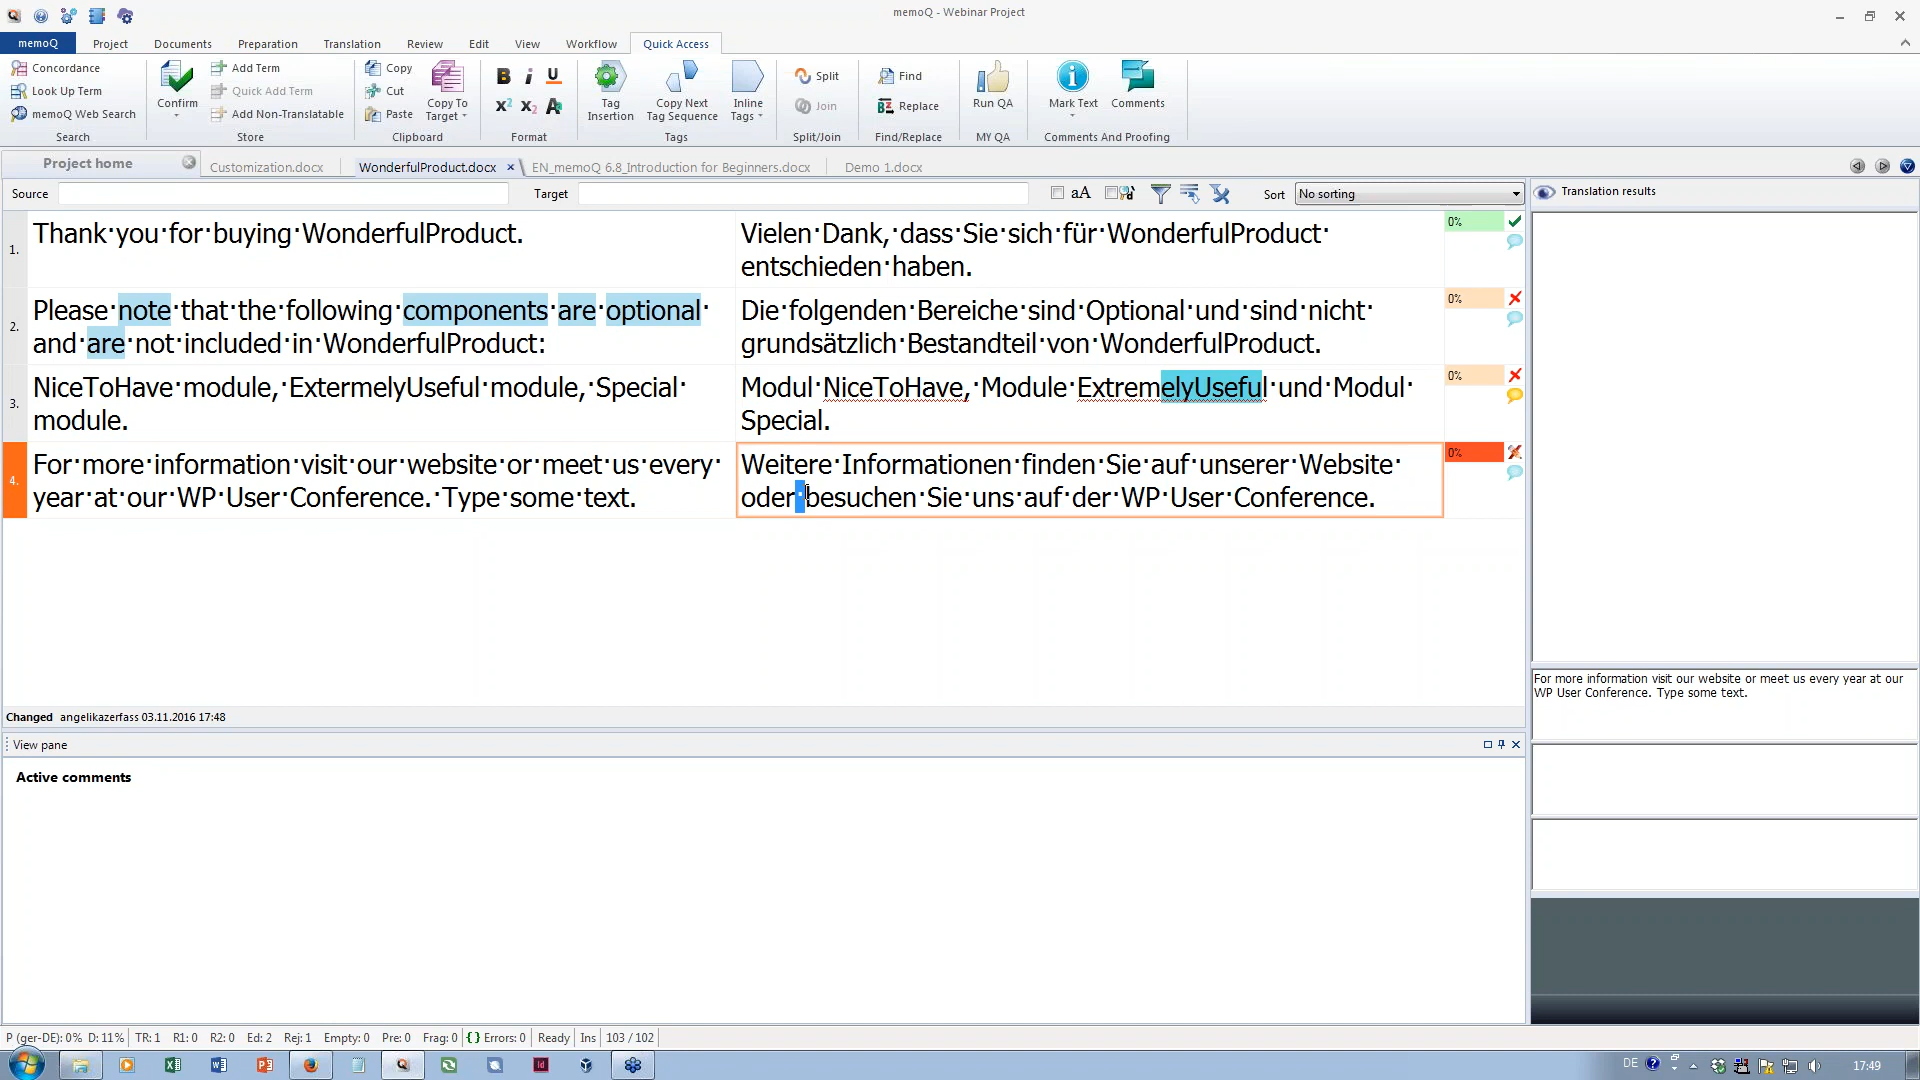 memoQ - Webinar Project
memoQ Project Documents Preparation Translation Review Edit View Workflow Quick Access
Concordance
Look Up Term
memoQ Web Search
Search
Confirm
Add Term
Quick Add Term
Add Non-Translatable
Store
Copy
Cut
Paste
Copy To
Target
Clipboard
B i U
X² X₂ A
Format
Tag
Insertion
Copy Next
Tag Sequence
Inline
Tags
Tags
Split
Join
Split/Join
Find
Replace
Find/Replace
Run QA
MY QA
Mark Text
Comments
Comments And Proofing
Project home Customization.docx WonderfulProduct.docx EN_memoQ 6.8_Introduction for Beginners.docx Demo 1.docx
Source Target aA Sort No sorting
Translation results
1. Thank·you·for·buying·WonderfulProduct.
Vielen·Dank,·dass·Sie·sich·für·WonderfulProduct·
entschieden·haben.
0%
2. Please·note·that·the·following·components·are·optional·
and·are·not·included·in·WonderfulProduct:
Die·folgenden·Bereiche·sind·Optional·und·sind·nicht·
grundsätzlich·Bestandteil·von·WonderfulProduct.
0%
3. NiceToHave·module,·ExtermelyUseful·module,·Special·
module.
Modul·NiceToHave,·Module·ExtremelyUseful·und·Modul·
Special.
0%
4. For·more·information·visit·our·website·or·meet·us·every·
year·at·our·WP·User·Conference.·Type·some·text.
Weitere·Informationen·finden·Sie·auf·unserer·Website·
oder·besuchen·Sie·uns·auf·der·WP·User·Conference.
0%
For more information visit our website or meet us every year at our
WP User Conference. Type some text.
Changed angelikazerfass 03.11.2016 17:48
View pane
Active comments
P (ger-DE): 0% D: 11% TR: 1 R1: 0 R2: 0 Ed: 2 Rej: 1 Empty: 0 Pre: 0 Frag: 0 {} Errors: 0 Ready Ins 103 / 102
DE 17:49